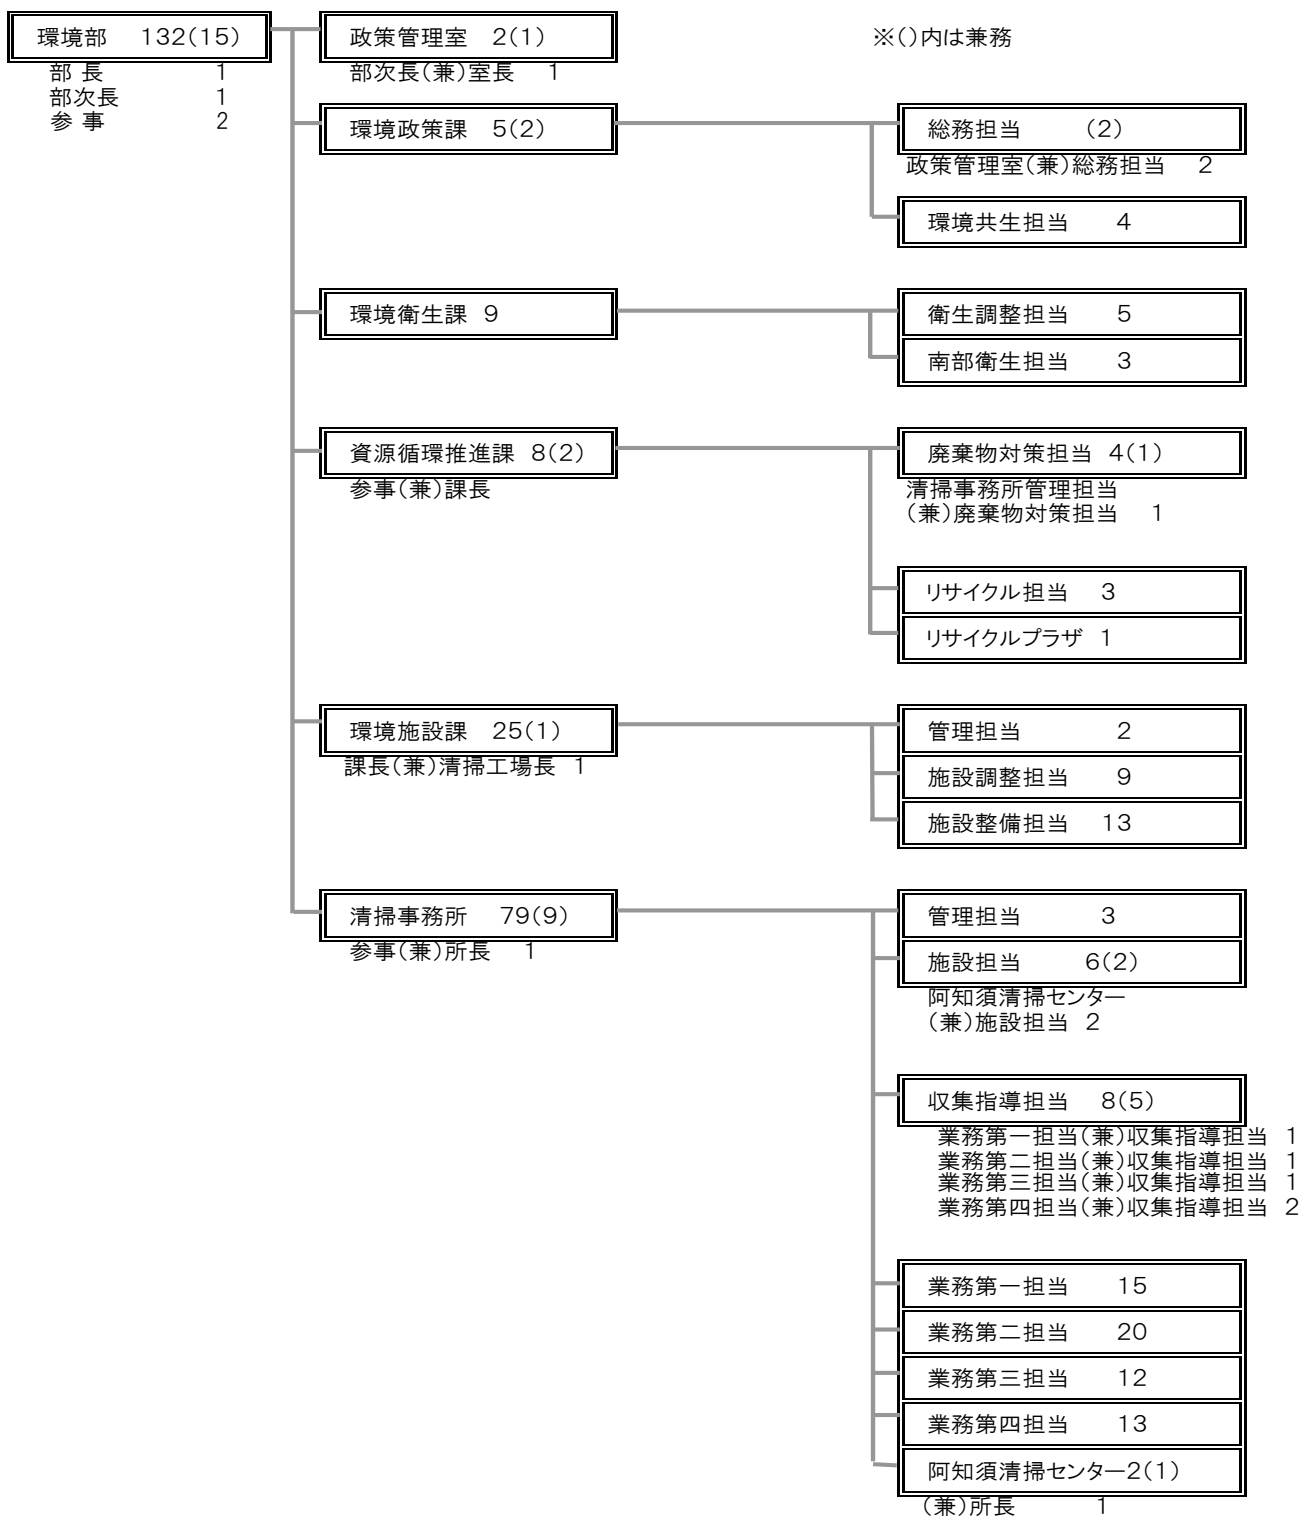 環境部　132(15)
部 長　1
部次長　1
参 事　2
※()内は兼務
政策管理室　2(1)
部次長(兼)室長　1
環境政策課　5(2)
総務担当　(2)
政策管理室(兼)総務担当　2
環境共生担当　4
環境衛生課　9
衛生調整担当　5
南部衛生担当　3
資源循環推進課　8(2)
参事(兼)課長
廃棄物対策担当　4(1)
清掃事務所管理担当
(兼)廃棄物対策担当　1
リサイクル担当　3
リサイクルプラザ　1
環境施設課　25(1)
課長(兼)清掃工場長　1
管理担当　2
施設調整担当　9
施設整備担当　13
清掃事務所　79(9)
参事(兼)所長　1
管理担当　3
施設担当　6(2)
阿知須清掃センター
(兼)施設担当　2
収集指導担当　8(5)
業務第一担当(兼)収集指導担当　1
業務第二担当(兼)収集指導担当　1
業務第三担当(兼)収集指導担当　1
業務第四担当(兼)収集指導担当　2
業務第一担当　15
業務第二担当　20
業務第三担当　12
業務第四担当　13
阿知須清掃センター2(1)
(兼)所長　1